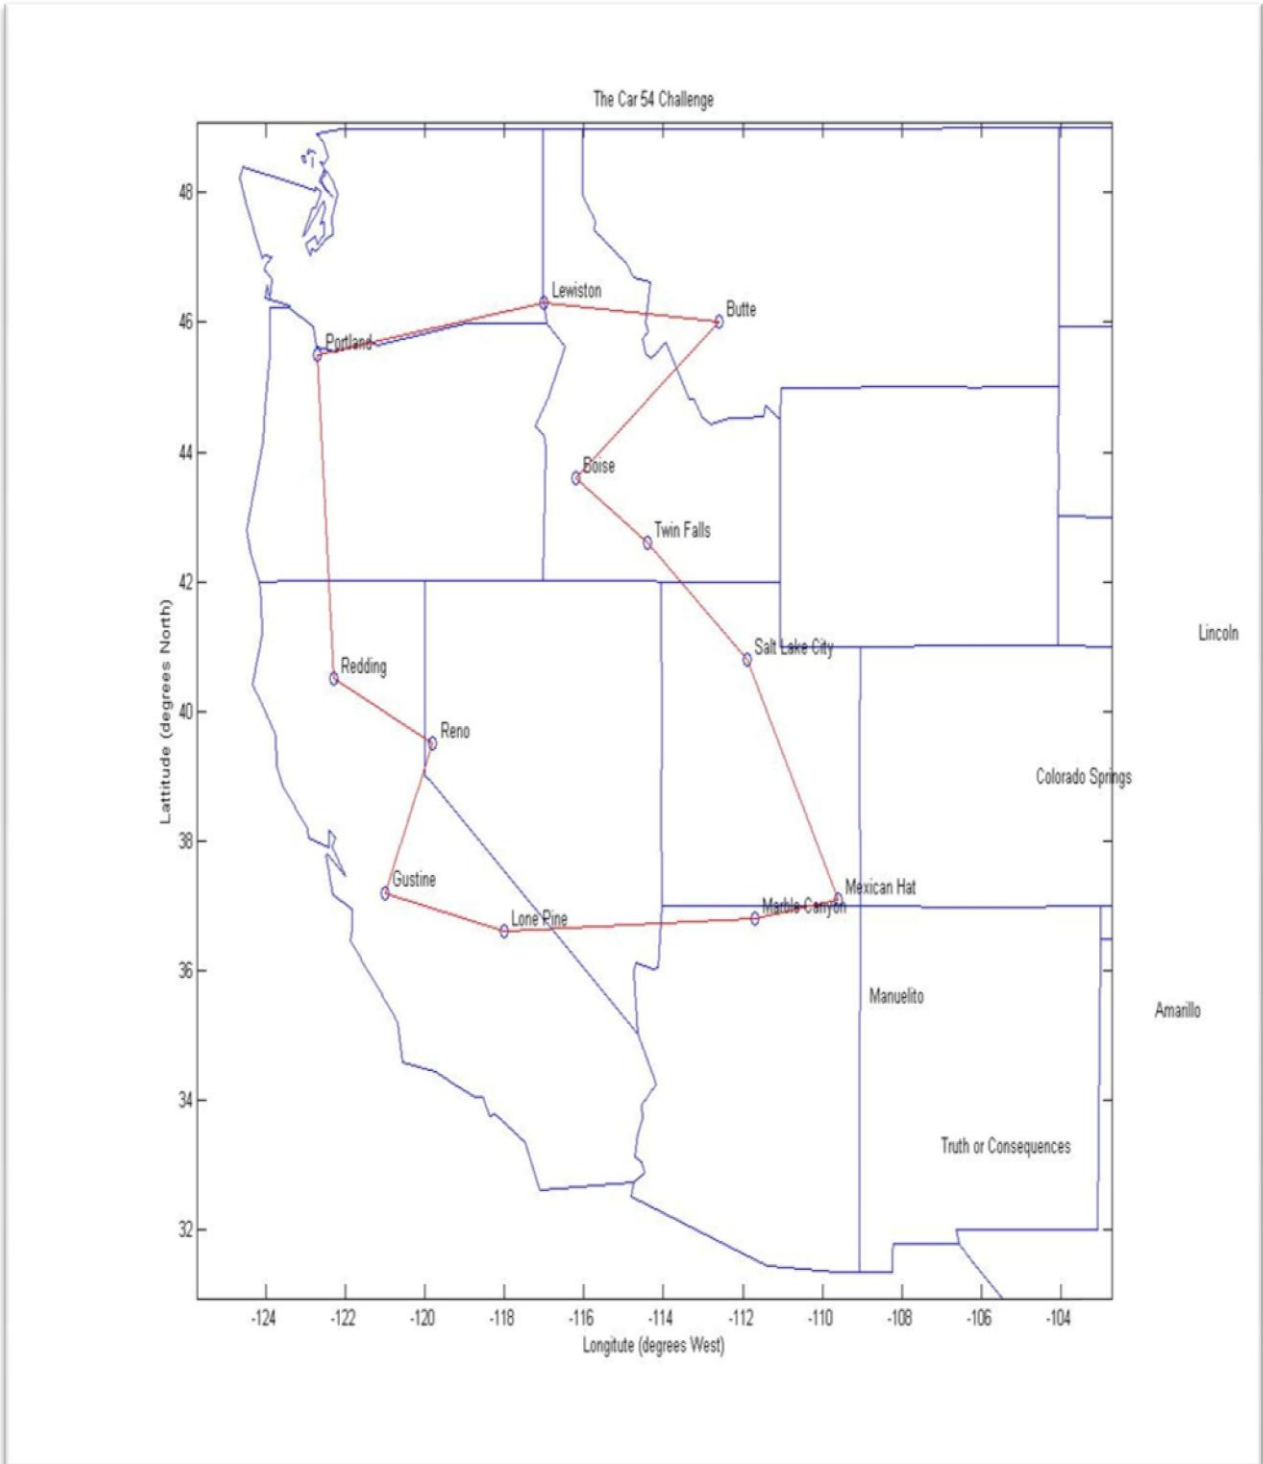 The Car 54 Challenge
48
Lewiston
Butte
46
Portland
44
Boise
Twin Falls
42
Lattitude (degrees North)
Lincoln
Salt Lake City
Redding
40
Reno
Colorado Springs
38
Gustine
Mexican Hat
Marble Canyon
Lone Pine
36
Manuelito
Amarillo
34
Truth or Consequences
32
-124 -122 -120 -118 -116 -114 -112 -110 -108 -106 -104
Longitute (degrees West)